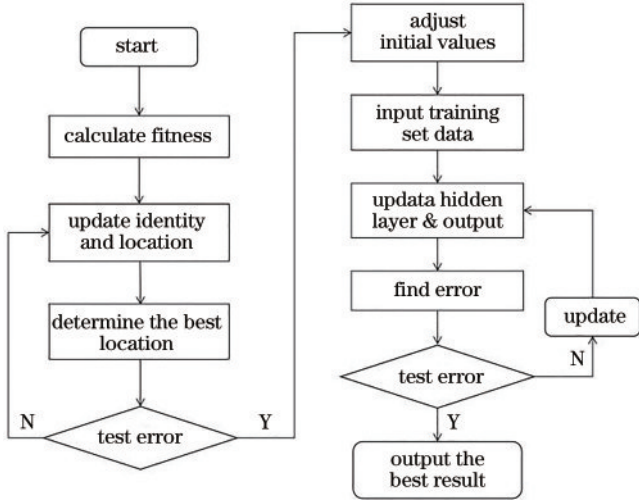 start
calculate fitness
update identity
and location
determine the best
location
N
test error
Y
adjust
initial values
input training
set data
updata hidden
layer & output
find error
update
test error
N
Y
output the
best result